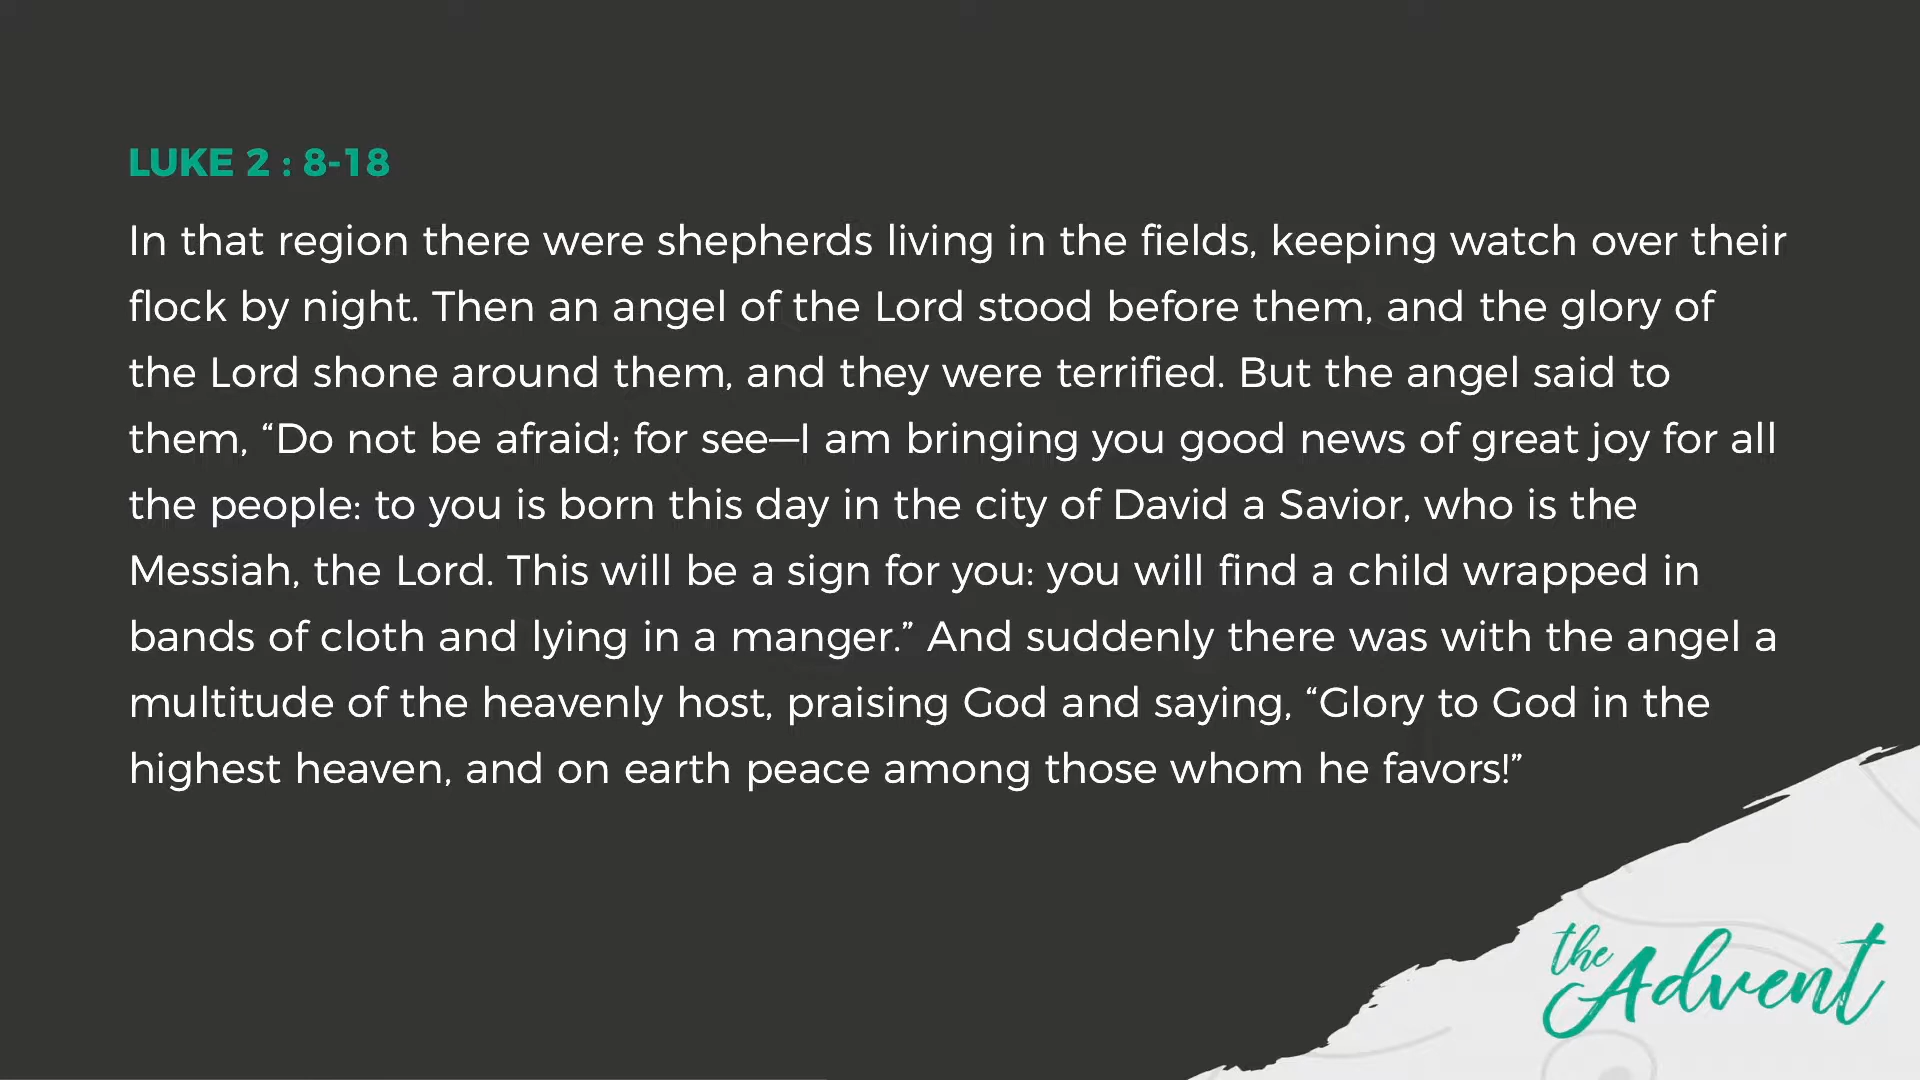 LUKE 2 : 8-18
In that region there were shepherds living in the fields, keeping watch over their
flock by night. Then an angel of the Lord stood before them, and the glory of
the Lord shone around them, and they were terrified. But the angel said to
them, “Do not be afraid; for see—I am bringing you good news of great joy for all
the people: to you is born this day in the city of David a Savior, who is the
Messiah, the Lord. This will be a sign for you: you will find a child wrapped in
bands of cloth and lying in a manger.” And suddenly there was with the angel a
multitude of the heavenly host, praising God and saying, “Glory to God in the
highest heaven, and on earth peace among those whom he favors!”
the Advent